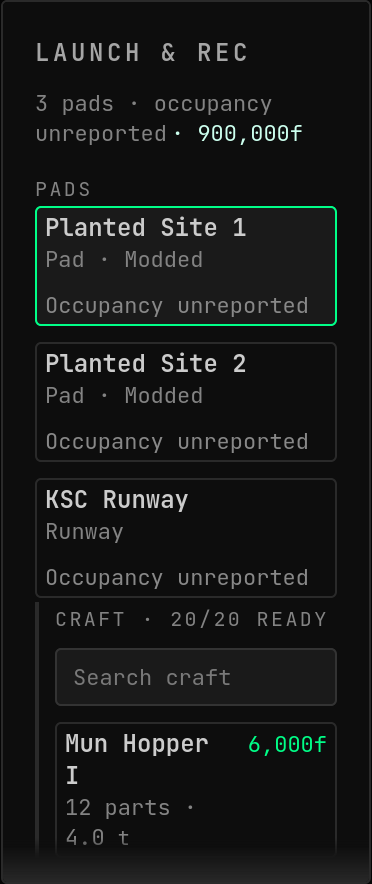 LAUNCH & REC
3 pads · occupancy
unreported · 900,000f
PADS
Planted Site 1
Pad · Modded
Occupancy unreported
Planted Site 2
Pad · Modded
Occupancy unreported
KSC Runway
Runway
Occupancy unreported
CRAFT · 20/20 READY
Search craft
Mun Hopper 6,000f
I
12 parts ·
4.0 t